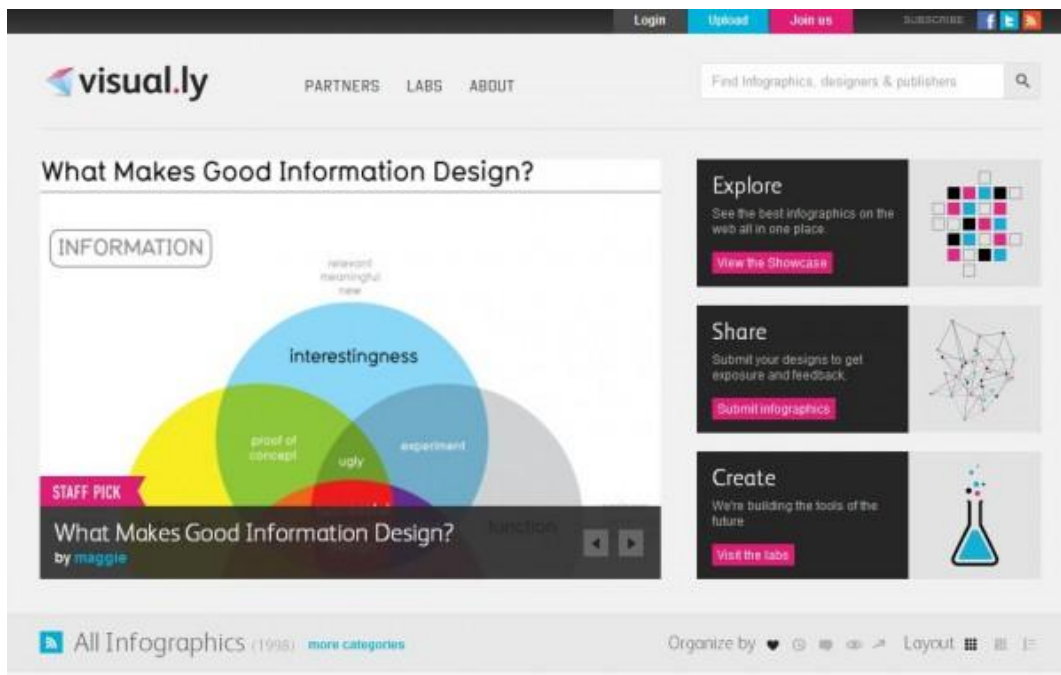 Login Upload Join us SUBSCRIBE
visual.ly PARTNERS LABS ABOUT Find Infographics, designers & publishers
What Makes Good Information Design?
INFORMATION
relevant
meaningful
new
interestingness
proof of
concept
experiment
ugly
function
STAFF PICK
What Makes Good Information Design?
by maggie
Explore
See the best infographics on the
web all in one place.
View the Showcase
Share
Submit your designs to get
exposure and feedback.
Submit infographics
Create
We're building the tools of the
future
Visit the labs
All Infographics (1998) more categories Organize by Layout